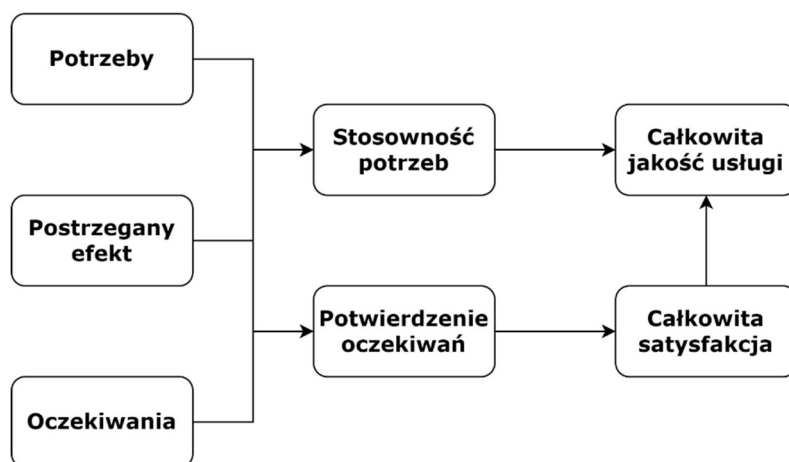 Potrzeby
Stosowność
potrzeb
Całkowita
jakość usługi
Postrzegany
efekt
Potwierdzenie
oczekiwań
Całkowita
satysfakcja
Oczekiwania